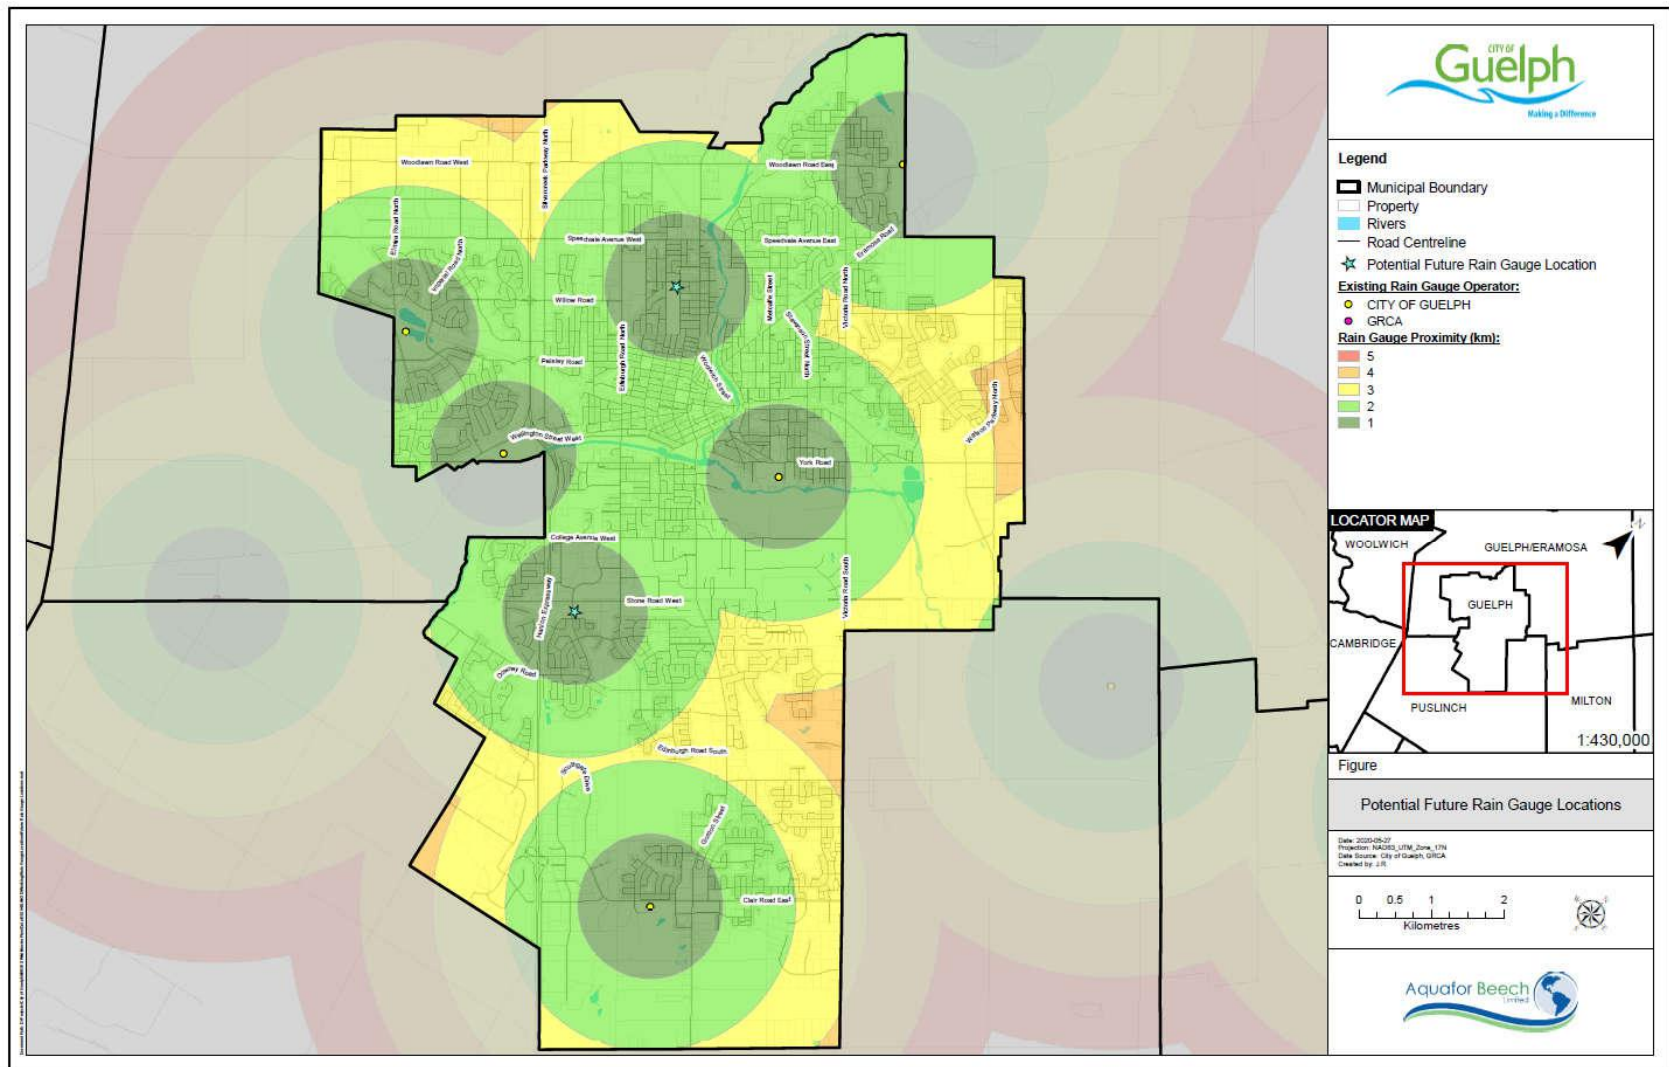 Woodlawn Road West
Silvercreek Parkway North
Woodlawn Road East
Elmira Road North
Imperial Road North
Speedvale Avenue West
Speedvale Avenue East
Eramosa Road
Willow Road
Metcalfe Street
Victoria Road North
Stevenson Street North
Edinburgh Road North
Paisley Road
Woolwich Street
Watson Parkway North
Wellington Street West
York Road
College Avenue West
Hanlon Expressway
Stone Road West
Victoria Road South
Downey Road
Edinburgh Road South
Southgate Drive
Gordon Street
Clair Road East
CITY OF
Guelph
Making a Difference
Legend
Municipal Boundary
Property
Rivers
Road Centreline
Potential Future Rain Gauge Location
Existing Rain Gauge Operator:
CITY OF GUELPH
GRCA
Rain Gauge Proximity (km):
5
4
3
2
1
LOCATOR MAP
WOOLWICH
GUELPH/ERAMOSA
GUELPH
CAMBRIDGE
PUSLINCH
MILTON
1:430,000
Figure
Potential Future Rain Gauge Locations
Date: 2020-05-27
Projection: NAD83_UTM_Zone_17N
Data Source: City of Guelph, GRCA
Created by: J.R.
0 0.5 1 2
Kilometres
Aquafor Beech
Limited